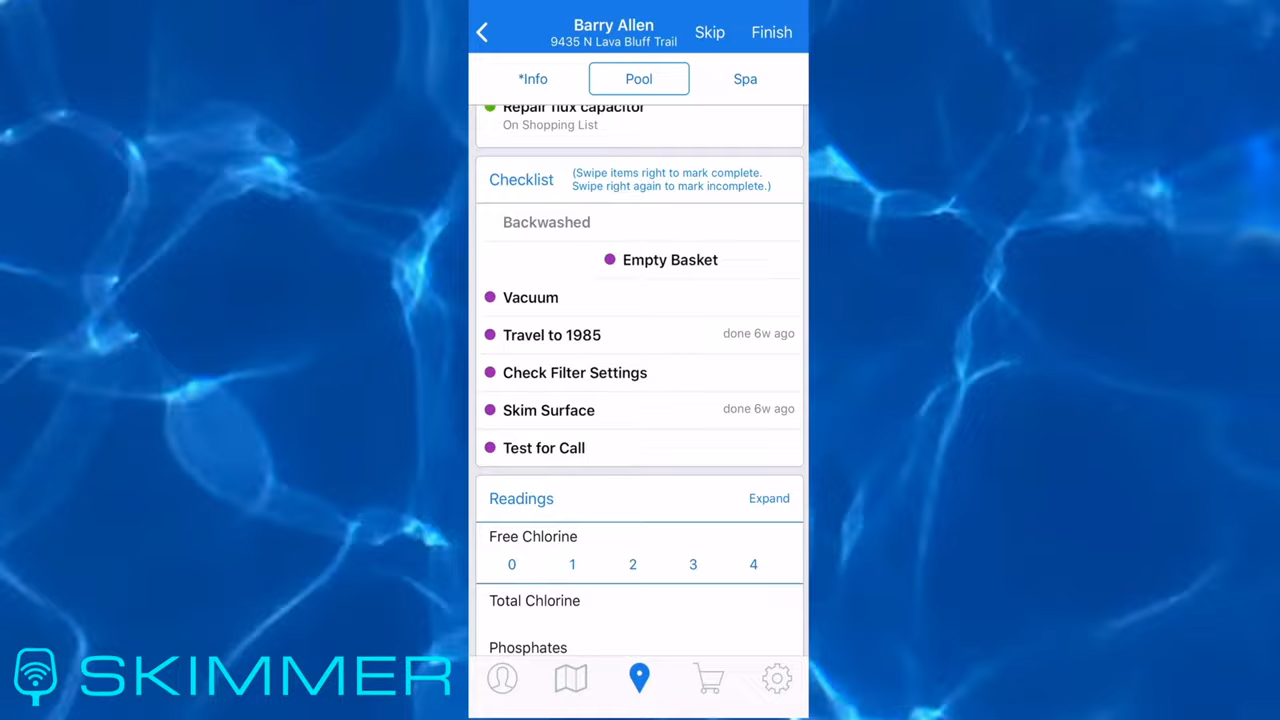 Barry Allen
9435 N Lava Bluff Trail
Skip
Finish
*Info
Pool
Spa
Repair flux capacitor
On Shopping List
Checklist
(Swipe items right to mark complete.
Swipe right again to mark incomplete.)
Backwashed
Empty Basket
Vacuum
Travel to 1985
done 6w ago
Check Filter Settings
Skim Surface
done 6w ago
Test for Call
Readings
Expand
Free Chlorine
0 1 2 3 4
Total Chlorine
Phosphates
SKIMMER